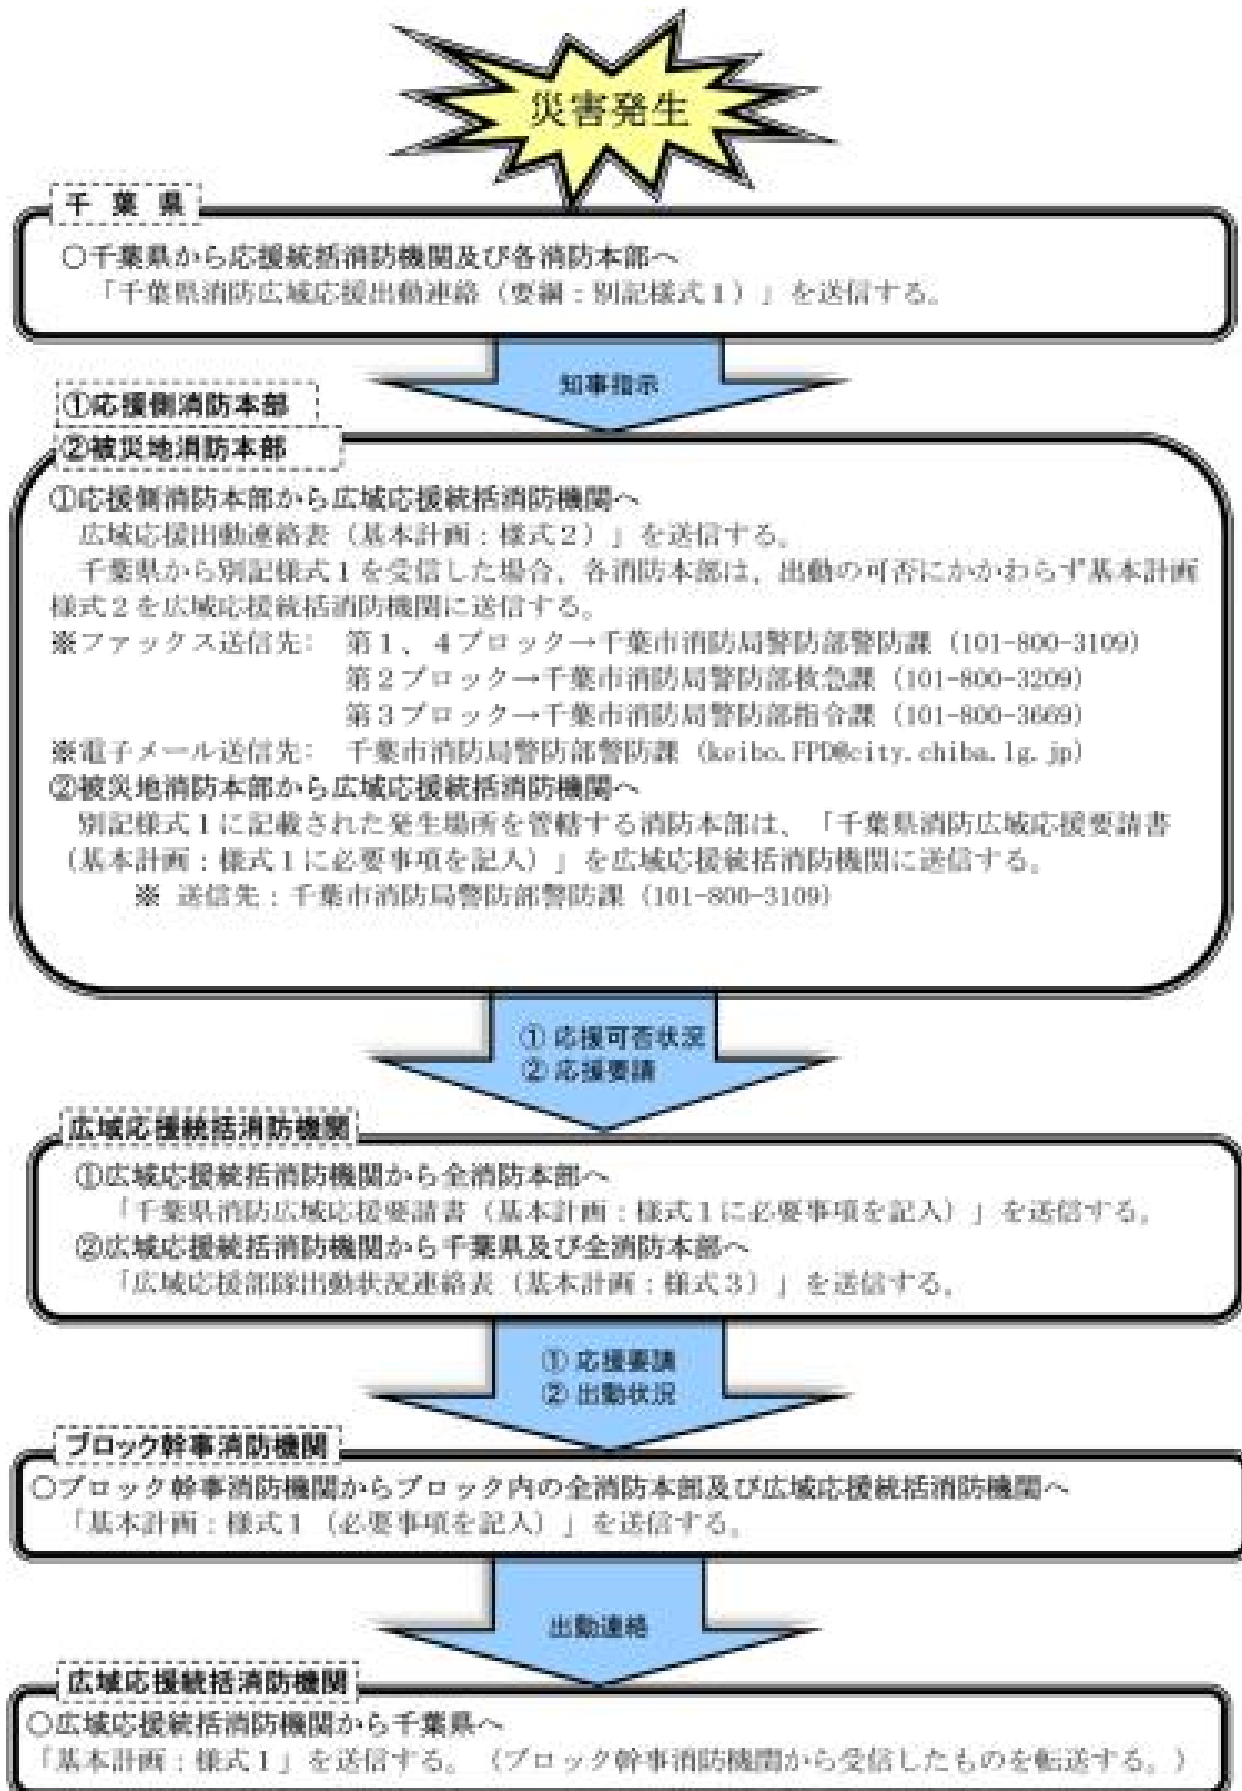 災害発生
千 葉 県
○千葉県から応援統括消防機関及び各消防本部へ
「千葉県消防広域応援出動連絡(要綱:別記様式1)」を送信する。
知事指示
①応援側消防本部
②被災地消防本部
①応援側消防本部から広域応援統括消防機関へ
広域応援出動連絡表(基本計画:様式2)」を送信する。
千葉県から別記様式1を受信した場合、各消防本部は、出動の可否にかかわらず基本計画
様式2を広域応援統括消防機関に送信する。
※ファックス送信先: 第1、4ブロック→千葉市消防局警防部警防課(101-800-3109)
第2ブロック→千葉市消防局警防部救急課(101-800-3209)
第3ブロック→千葉市消防局警防部指令課(101-800-3669)
※電子メール送信先: 千葉市消防局警防部警防課(keibo.FPD@city.chiba.lg.jp)
②被災地消防本部から広域応援統括消防機関へ
別記様式1に記載された発生場所を管轄する消防本部は、「千葉県消防広域応援要請書
(基本計画:様式1に必要事項を記入)」を広域応援統括消防機関に送信する。
※ 送信先:千葉市消防局警防部警防課(101-800-3109)
① 応援可否状況
② 応援要請
広域応援統括消防機関
①広域応援統括消防機関から全消防本部へ
「千葉県消防広域応援要請書(基本計画:様式1に必要事項を記入)」を送信する。
②広域応援統括消防機関から千葉県及び全消防本部へ
「広域応援部隊出動状況連絡表(基本計画:様式3)」を送信する。
① 応援要請
② 出動状況
ブロック幹事消防機関
○ブロック幹事消防機関からブロック内の全消防本部及び広域応援統括消防機関へ
「基本計画:様式1(必要事項を記入)」を送信する。
出動連絡
広域応援統括消防機関
○広域応援統括消防機関から千葉県へ
「基本計画:様式1」を送信する。(ブロック幹事消防機関から受信したものを転送する。)